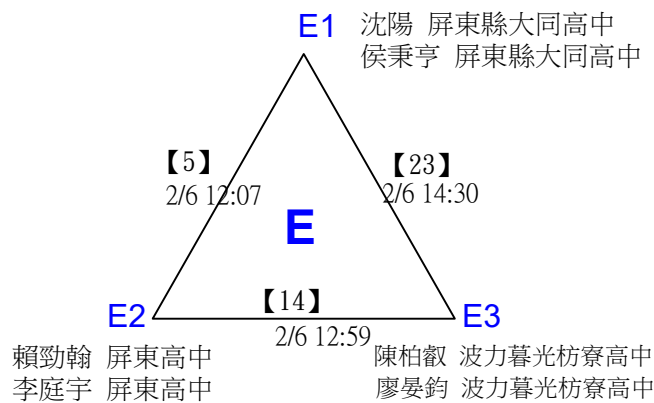 E1
沈陽 屏東縣大同高中
侯秉亨 屏東縣大同高中
【5】
2/6 12:07
【23】
2/6 14:30
E
【14】
2/6 12:59
E2
賴勁翰 屏東高中
李庭宇 屏東高中
E3
陳柏叡 波力暮光枋寮高中
廖晏鈞 波力暮光枋寮高中